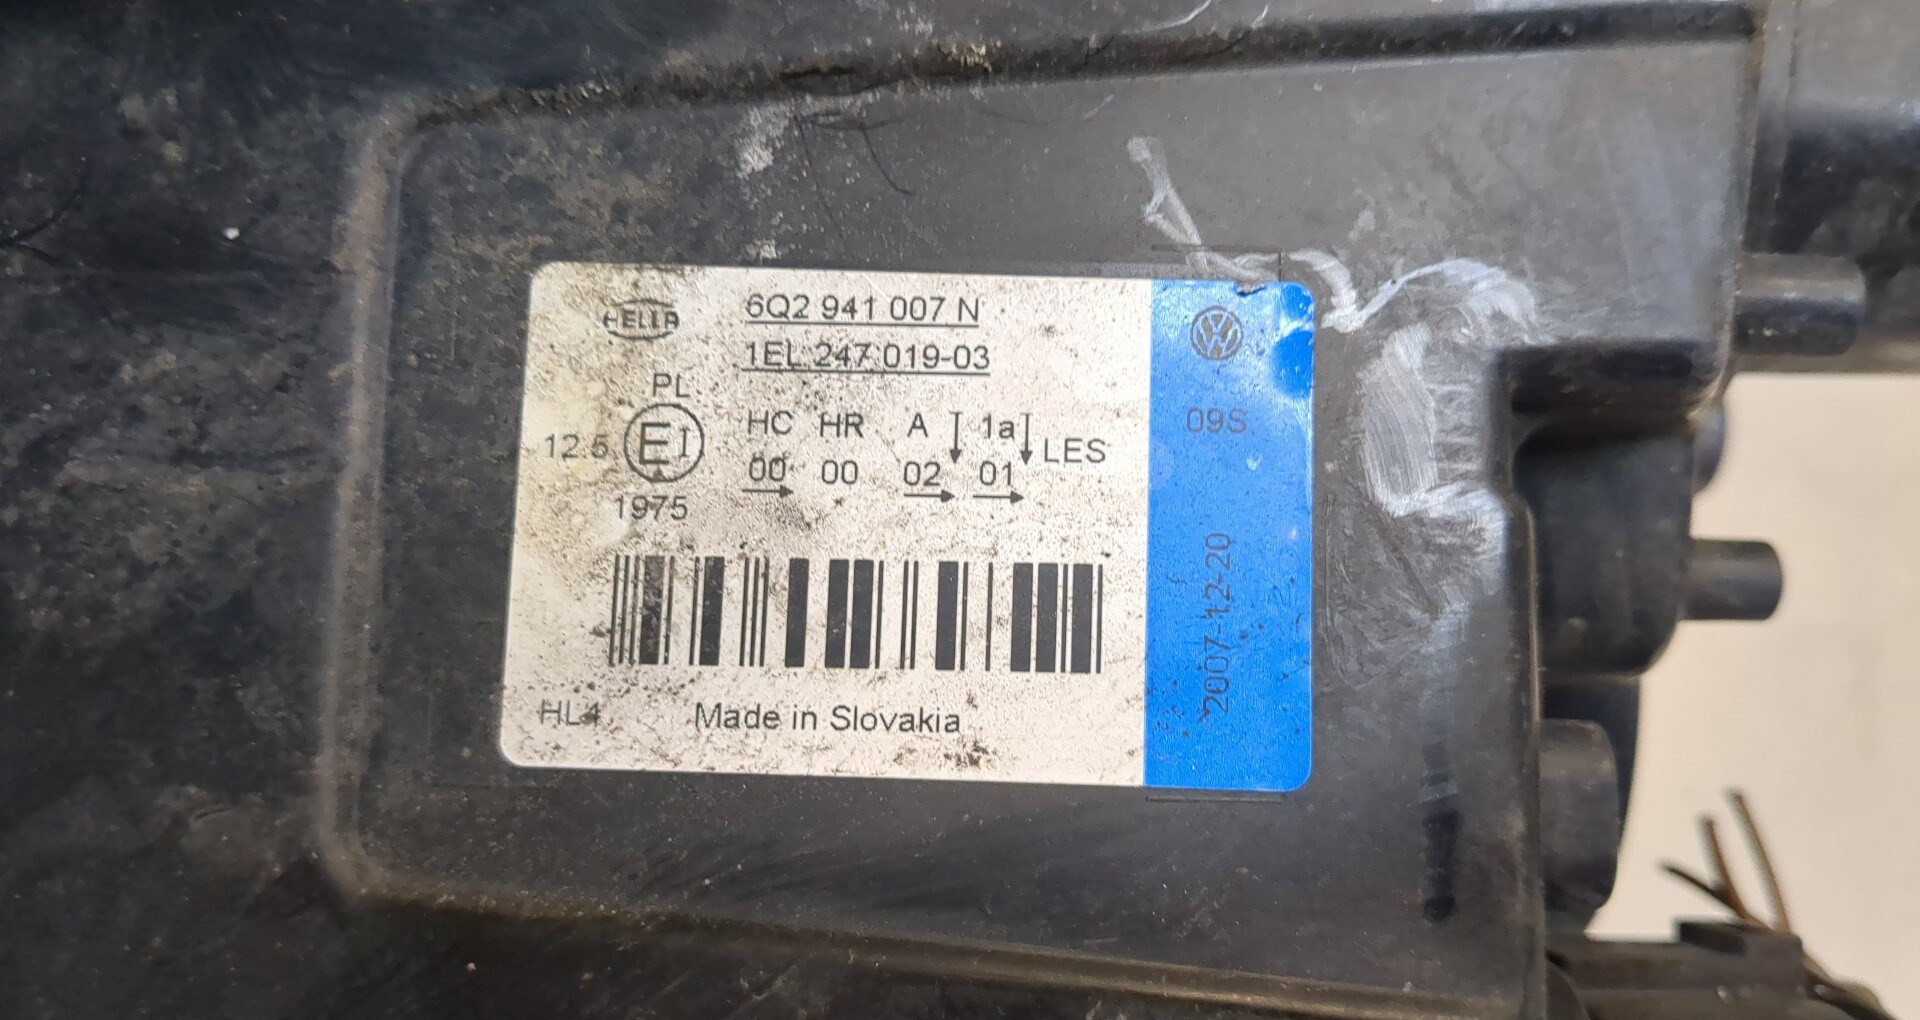 HELLA
6Q2 941 007 N
1EL 247 019-03
PL
12.5 E1 1975
HC HR A 1a
00 00 02 01
LES
HL4
Made in Slovakia
VW
09S
2007-12-20